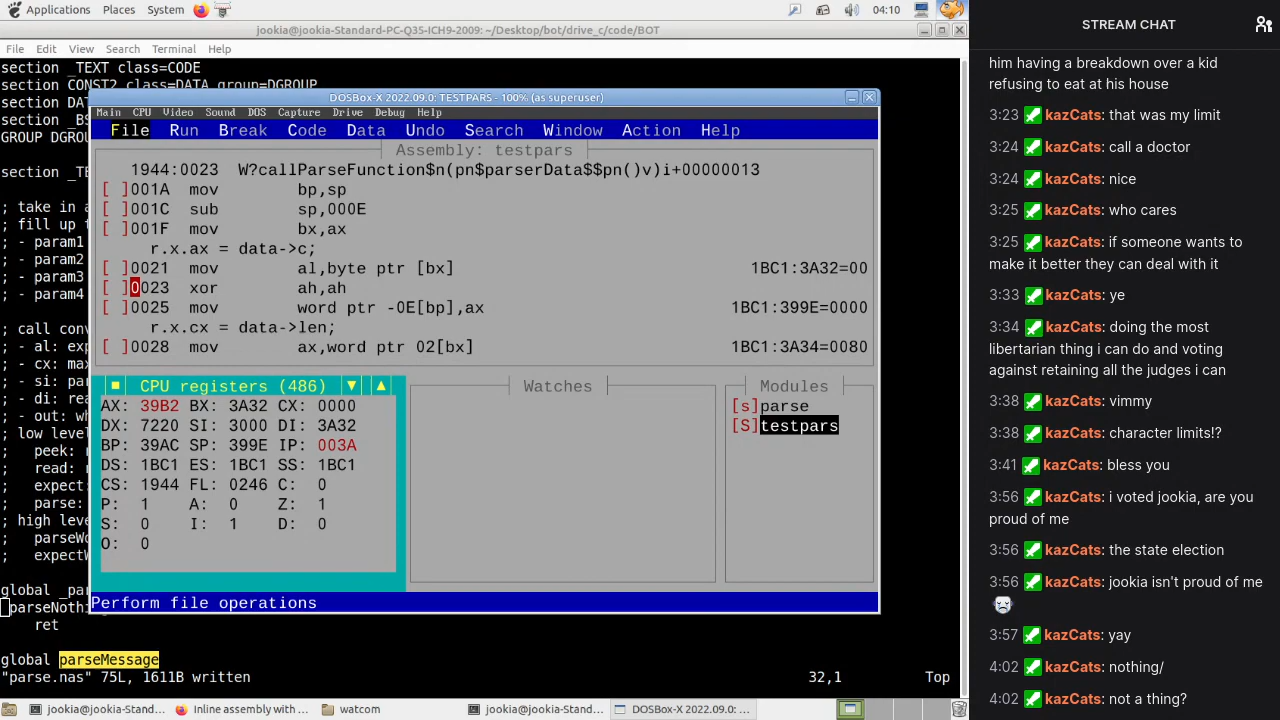 Applications Places System 04:10
jookia@jookia-Standard-PC-Q35-ICH9-2009: ~/Desktop/bot/drive_c/code/BOT
File Edit View Search Terminal Help
section _TEXT class=CODE
section CONST2 class=DATA group=DGROUP
section DA
section _BS
GROUP DGRO
section _TE
; take in a
; fill up t
; - param1
; - param2
; - param3
; - param4
; call conv
; - al: exp
; - cx: max
; - si: par
; - di: rea
; - out: wh
; low level
;   peek: r
;   read: r
;   expect:
;   parse:
; high leve
;   parseWo
;   expectW
global _pa
parseNothi
ret
global parseMessage
"parse.nas" 75L, 1611B written 32,1 Top
DOSBox-X 2022.09.0: TESTPARS - 100% (as superuser)
Main CPU Video Sound DOS Capture Drive Debug Help
File Run Break Code Data Undo Search Window Action Help
Assembly: testpars
1944:0023 W?callParseFunction$n(pn$parserData$$pn()v)i+00000013
[ ]001A mov bp,sp
[ ]001C sub sp,000E
[ ]001F mov bx,ax
r.x.ax = data->c;
[ ]0021 mov al,byte ptr [bx] 1BC1:3A32=00
[ ]0023 xor ah,ah
[ ]0025 mov word ptr -0E[bp],ax 1BC1:399E=0000
r.x.cx = data->len;
[ ]0028 mov ax,word ptr 02[bx] 1BC1:3A34=0080
CPU registers (486) ▼ ▲
AX: 39B2 BX: 3A32 CX: 0000
DX: 7220 SI: 3000 DI: 3A32
BP: 39AC SP: 399E IP: 003A
DS: 1BC1 ES: 1BC1 SS: 1BC1
CS: 1944 FL: 0246 C: 0
P: 1 A: 0 Z: 1
S: 0 I: 1 D: 0
O: 0
Watches
Modules
[s]parse
[S]testpars
Perform file operations
jookia@jookia-Stand... Inline assembly with ... watcom jookia@jookia-Stand... DOSBox-X 2022.09.0: ...
STREAM CHAT
him having a breakdown over a kid
refusing to eat at his house
3:23 kazCats: that was my limit
3:24 kazCats: call a doctor
3:24 kazCats: nice
3:25 kazCats: who cares
3:25 kazCats: if someone wants to
make it better they can deal with it
3:33 kazCats: ye
3:34 kazCats: doing the most
libertarian thing i can do and voting
against retaining all the judges i can
3:38 kazCats: vimmy
3:38 kazCats: character limits!?
3:41 kazCats: bless you
3:56 kazCats: i voted jookia, are you
proud of me
3:56 kazCats: the state election
3:56 kazCats: jookia isn't proud of me
3:57 kazCats: yay
4:02 kazCats: nothing/
4:02 kazCats: not a thing?